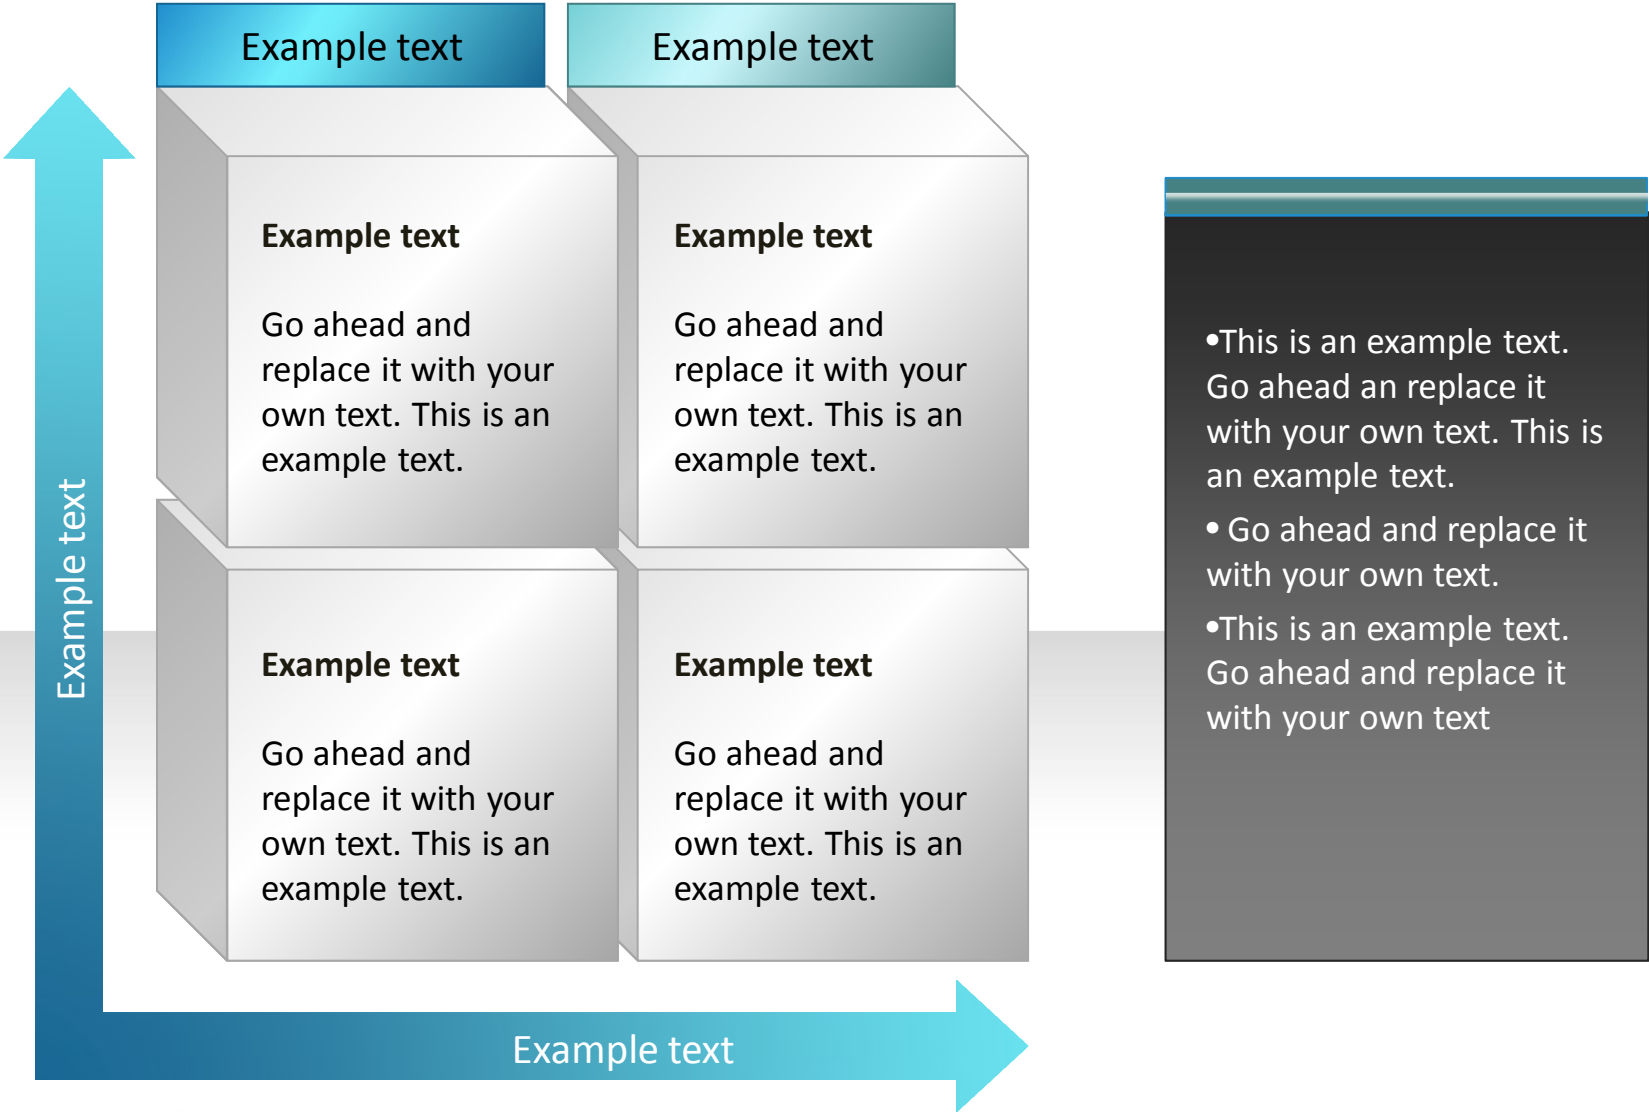 Example text
Example text
Example text
Go ahead and
replace it with your
own text. This is an
example text.
Example text
Go ahead and
replace it with your
own text. This is an
example text.
Example text
Go ahead and
replace it with your
own text. This is an
example text.
Example text
Go ahead and
replace it with your
own text. This is an
example text.
Example text
Example text
•This is an example text.
Go ahead an replace it
with your own text. This is
an example text.
• Go ahead and replace it
with your own text.
•This is an example text.
Go ahead and replace it
with your own text